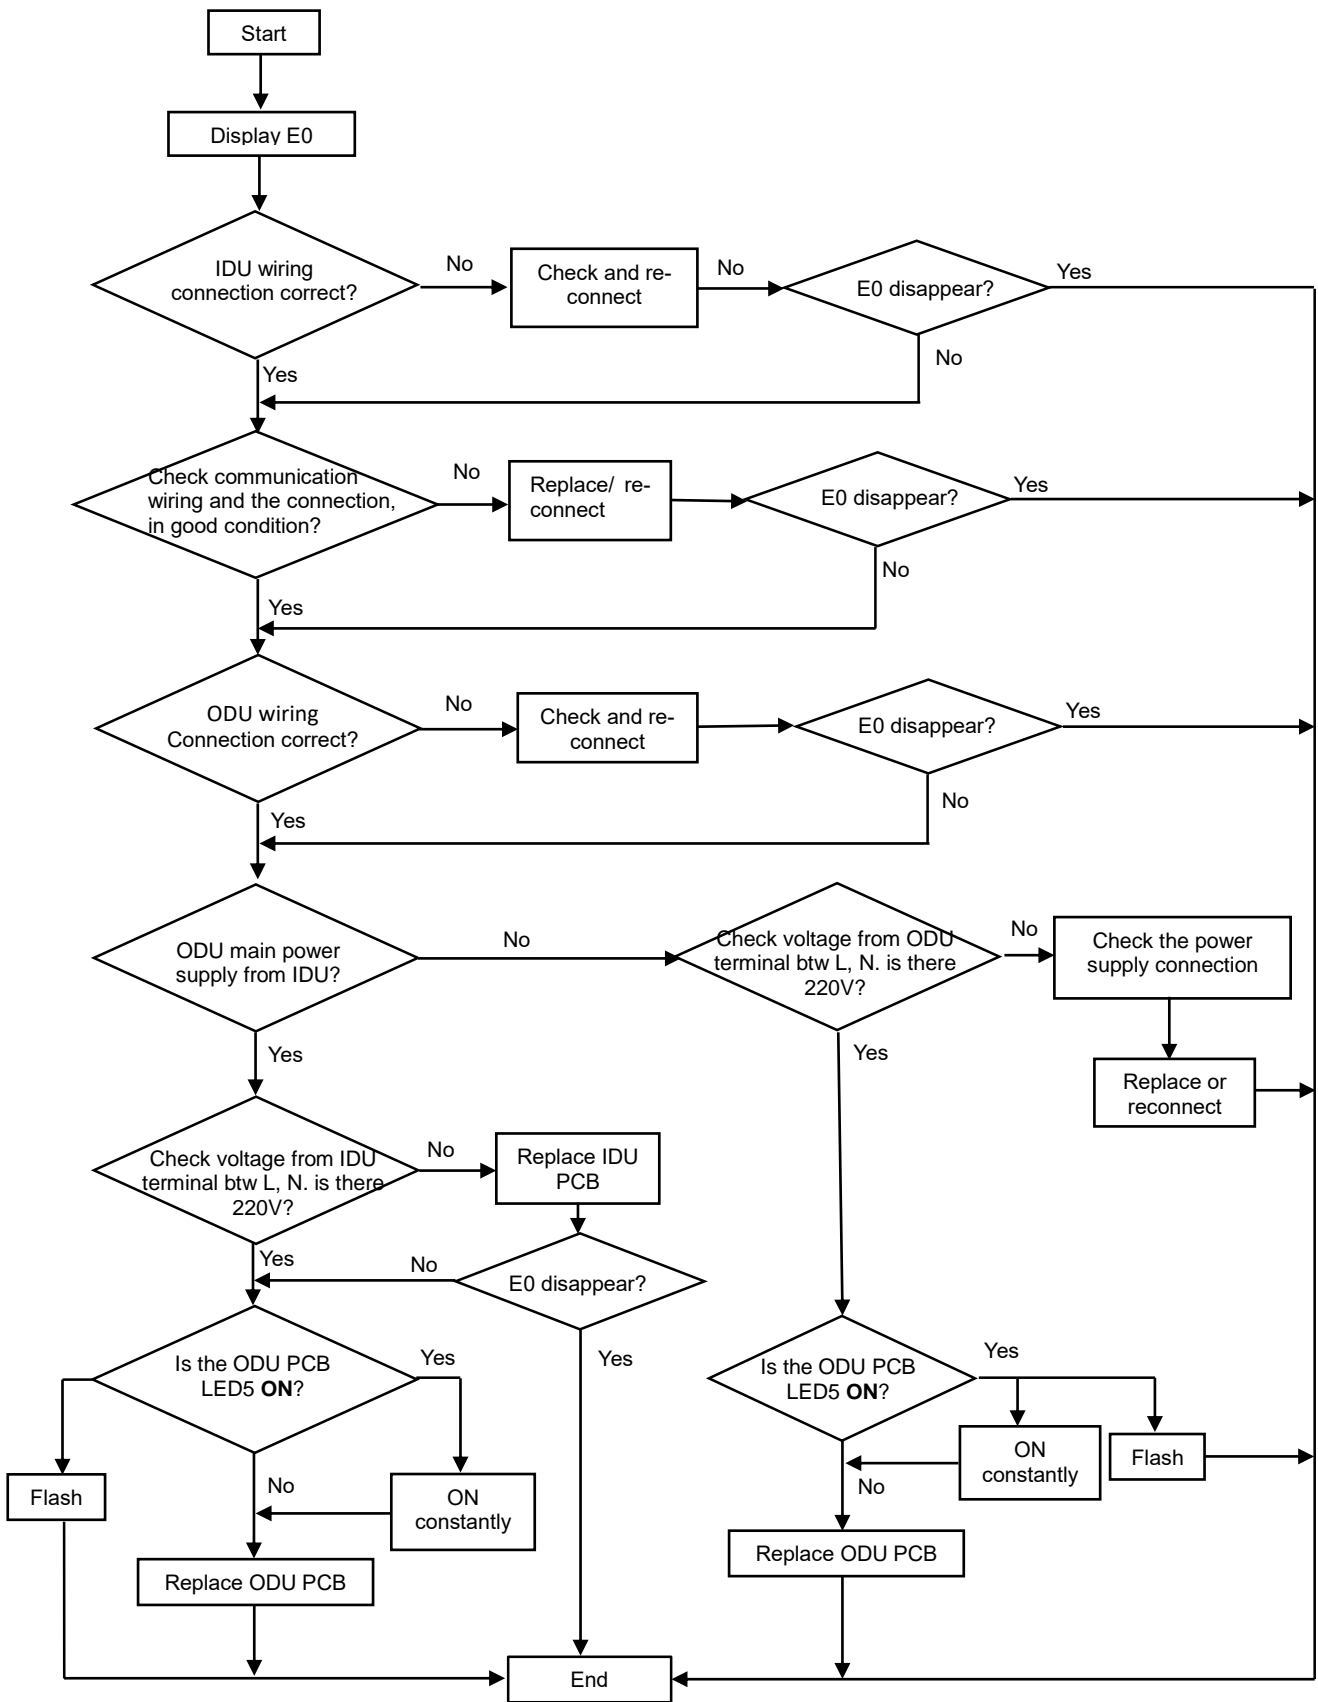 Start
Display E0
IDU wiring
connection correct?
No
Check and re-
connect
No
E0 disappear?
Yes
No
Yes
Check communication
wiring and the connection,
in good condition?
No
Replace/ re-
connect
E0 disappear?
Yes
No
Yes
ODU wiring
Connection correct?
No
Check and re-
connect
E0 disappear?
Yes
No
Yes
ODU main power
supply from IDU?
No
Check voltage from ODU
terminal btw L, N. is there
220V?
No
Check the power
supply connection
Yes
Yes
Replace or
reconnect
Check voltage from IDU
terminal btw L, N. is there
220V?
No
Replace IDU
PCB
Yes
No
E0 disappear?
Is the ODU PCB
LED5 ON?
Yes
Yes
Is the ODU PCB
LED5 ON?
Yes
Flash
No
ON
constantly
ON
constantly
Flash
No
Replace ODU PCB
Replace ODU PCB
End